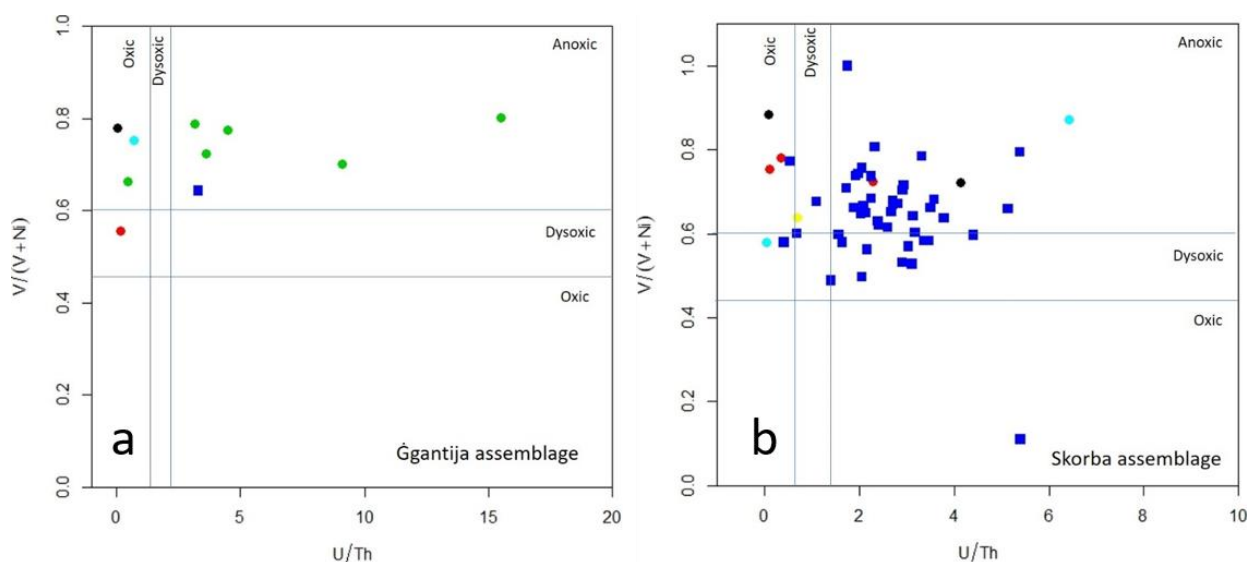 1.0
0.8
0.6
0.4
0.2
0.0
V/(V+Ni)
Oxic
Dysoxic
Anoxic
Dysoxic
Oxic
a
Ġgantija assemblage
0
5
10
15
20
U/Th
1.0
0.8
0.6
0.4
0.2
0.0
V/(V+Ni)
Oxic
Dysoxic
Anoxic
Dysoxic
Oxic
b
Skorba assemblage
0
2
4
6
8
10
U/Th